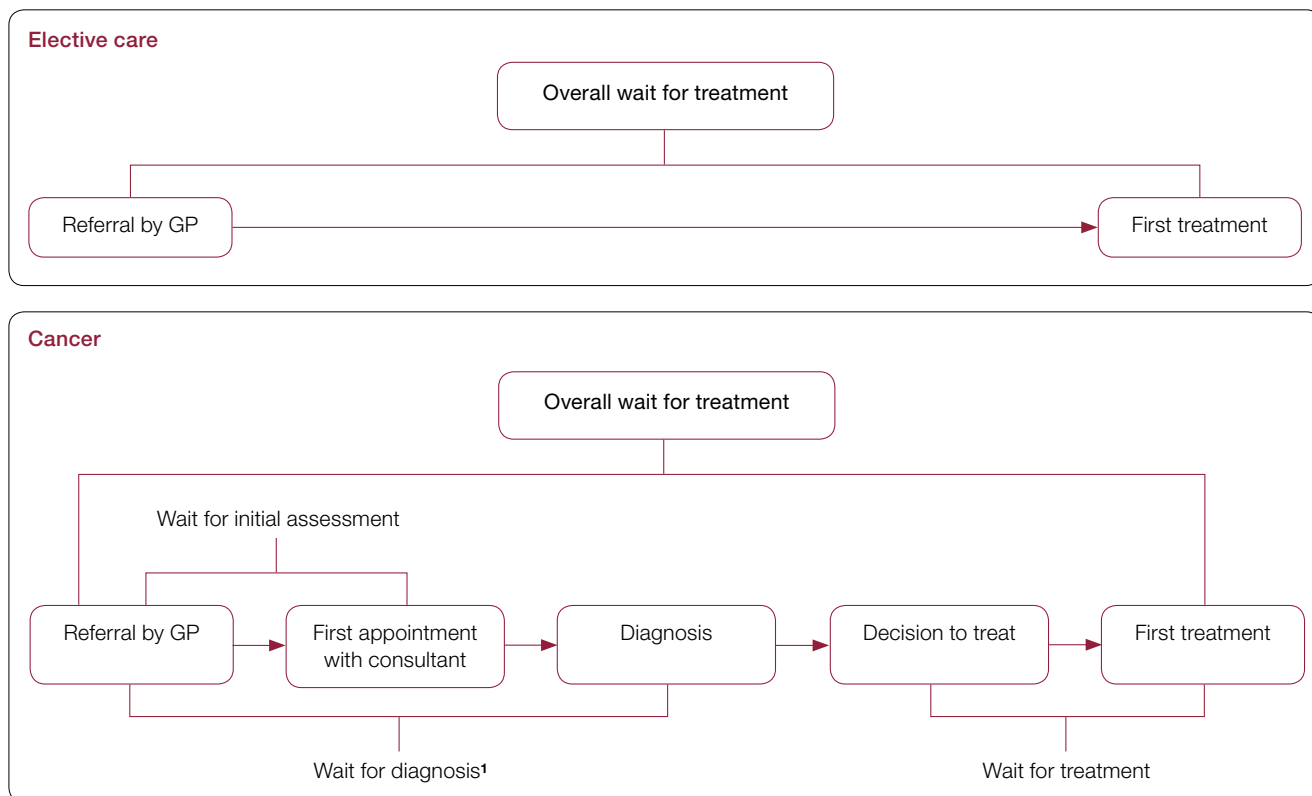 Elective care
Overall wait for treatment
Referral by GP
First treatment
Cancer
Overall wait for treatment
Wait for initial assessment
Referral by GP
First appointment
with consultant
Diagnosis
Decision to treat
First treatment
Wait for diagnosis¹
Wait for treatment